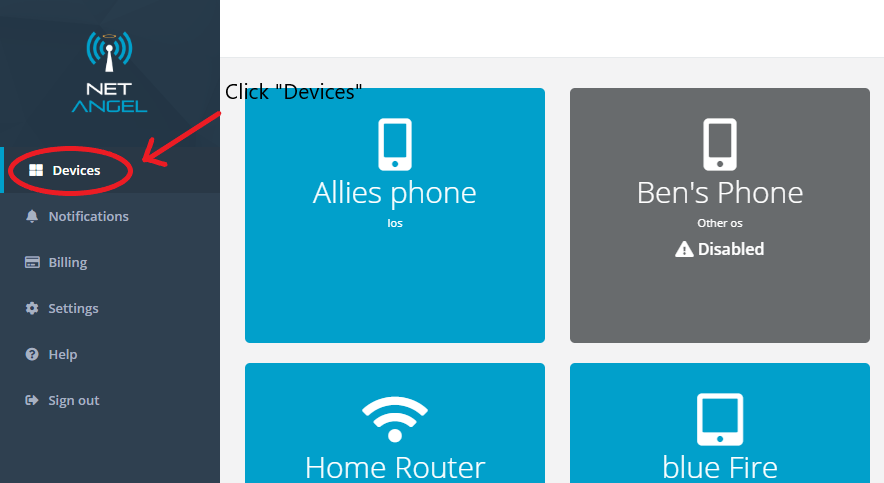 NET
ANGEL
Devices
Notifications
Billing
Settings
Help
Sign out
Click "Devices"
Allies phone
Ios
Ben's Phone
Other os
Disabled
Home Router
blue Fire